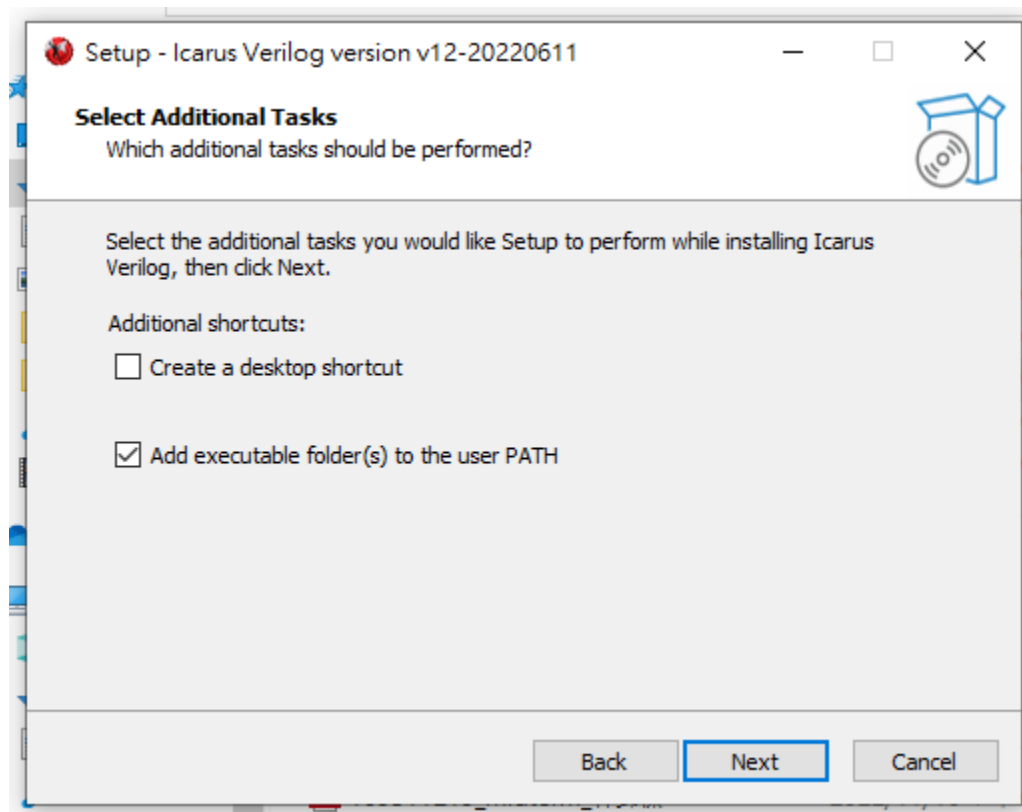 Setup - Icarus Verilog version v12-20220611
Select Additional Tasks
Which additional tasks should be performed?
Select the additional tasks you would like Setup to perform while installing Icarus
Verilog, then click Next.
Additional shortcuts:
Create a desktop shortcut
Add executable folder(s) to the user PATH
Back
Next
Cancel